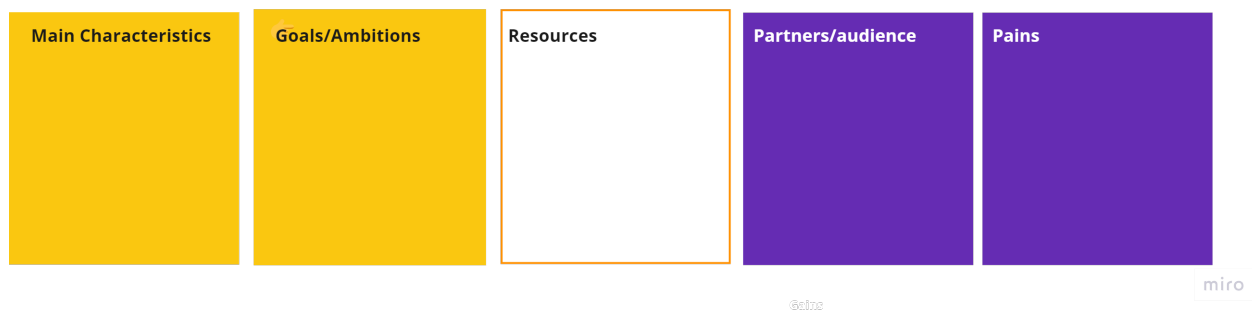 Main Characteristics
Goals/Ambitions
Resources
Partners/audience
Pains
miro
Gains